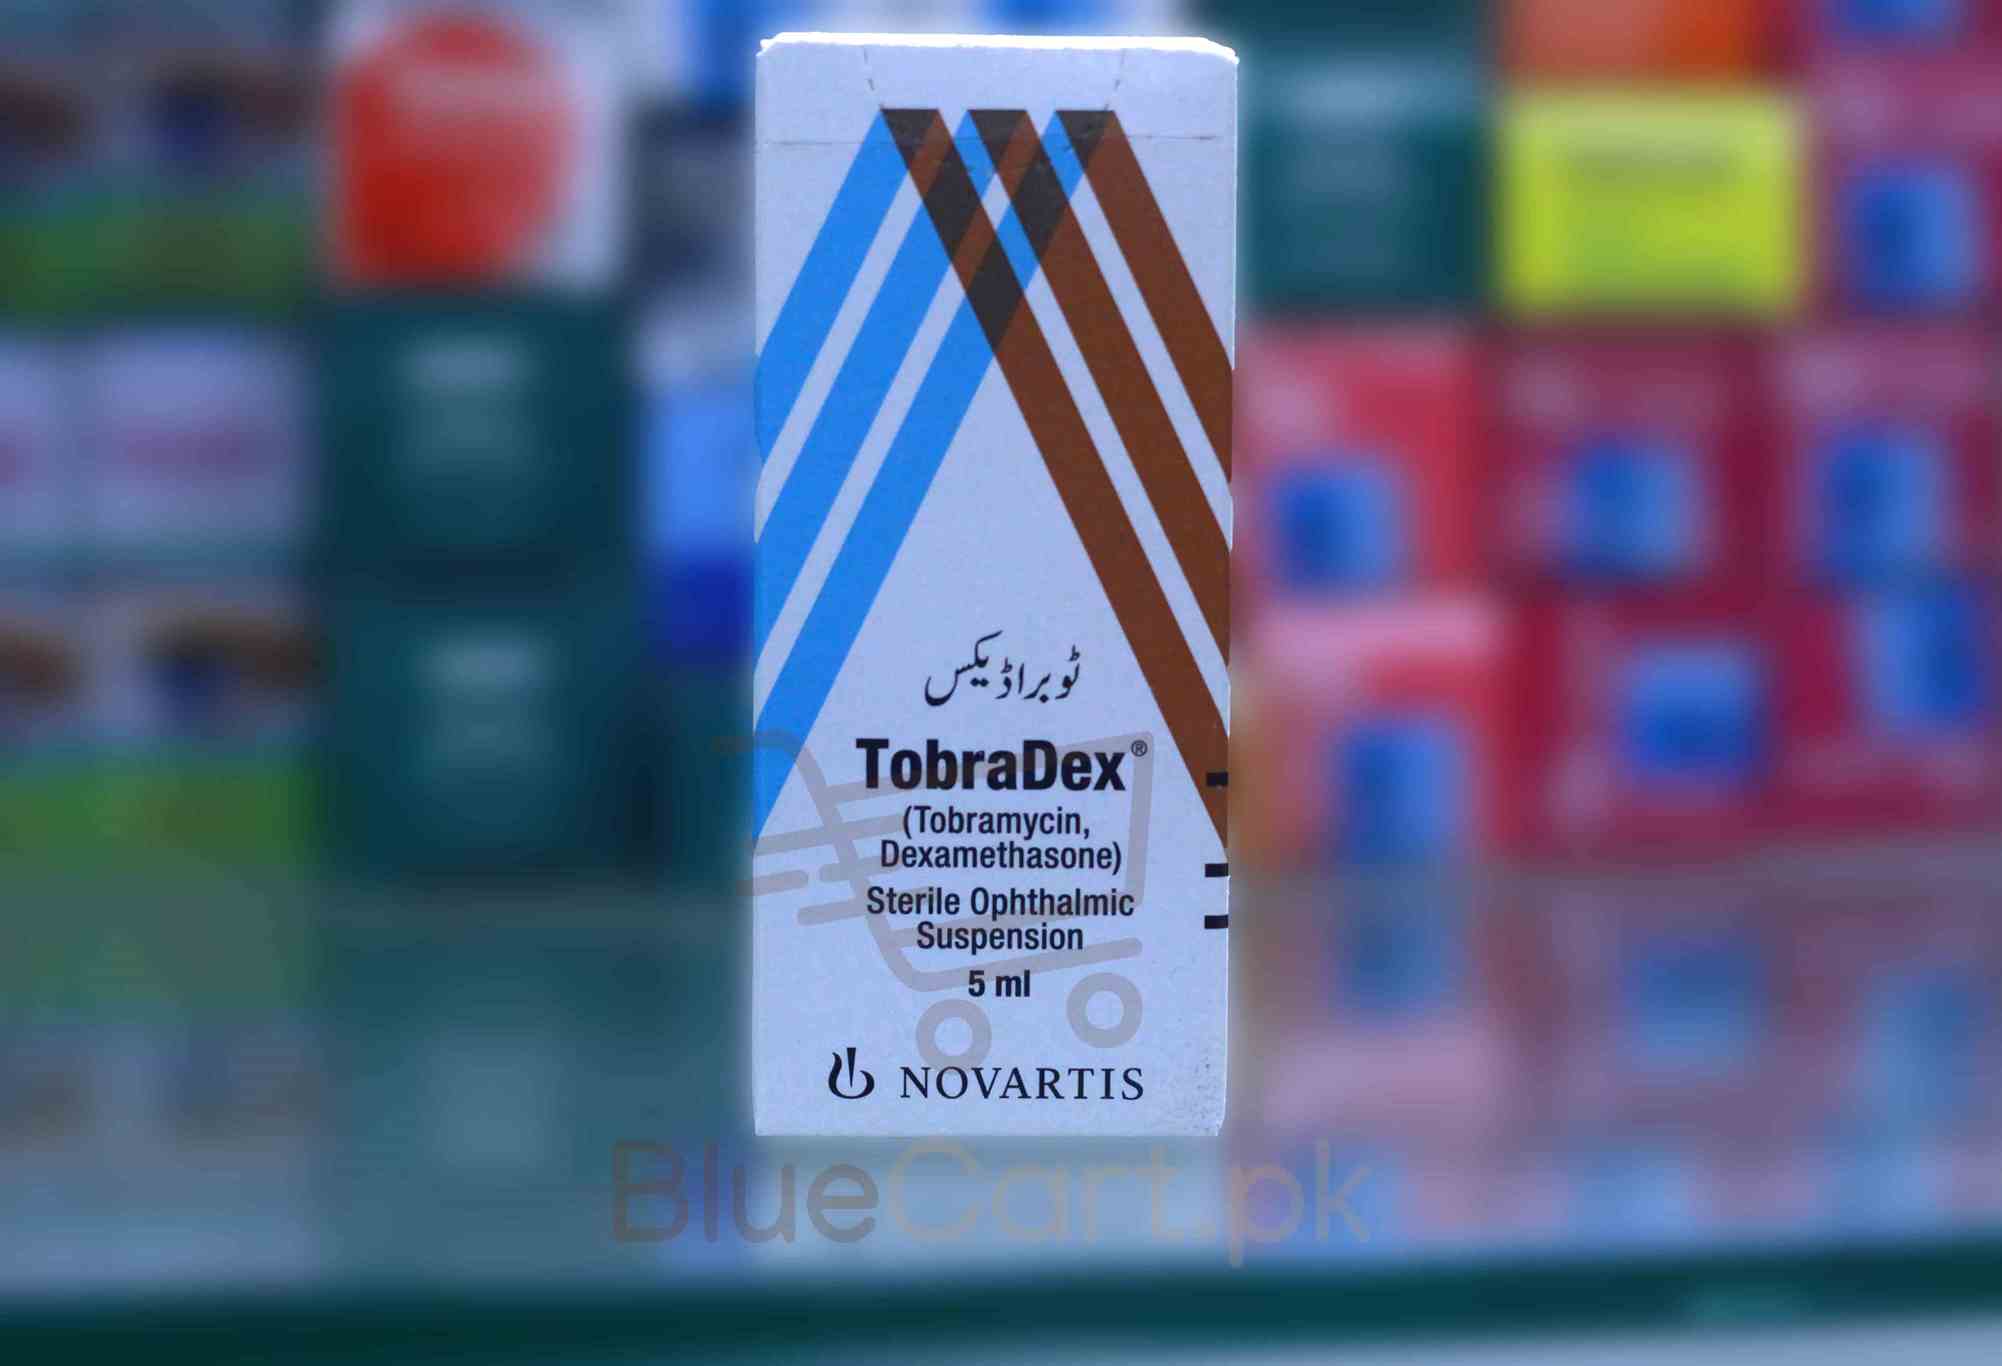 ٹوبراڈیکس
TobraDex®
(Tobramycin,
Dexamethasone)
Sterile Ophthalmic
Suspension
5 ml
NOVARTIS
BlueCart.pk